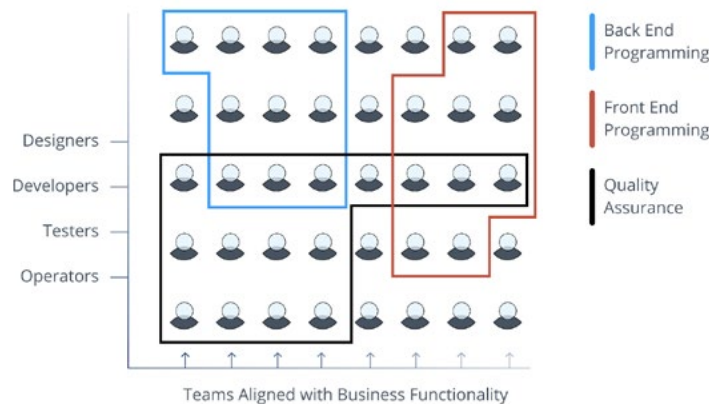 Back End
Programming
Front End
Programming
Quality
Assurance
Designers
Developers
Testers
Operators
Teams Aligned with Business Functionality